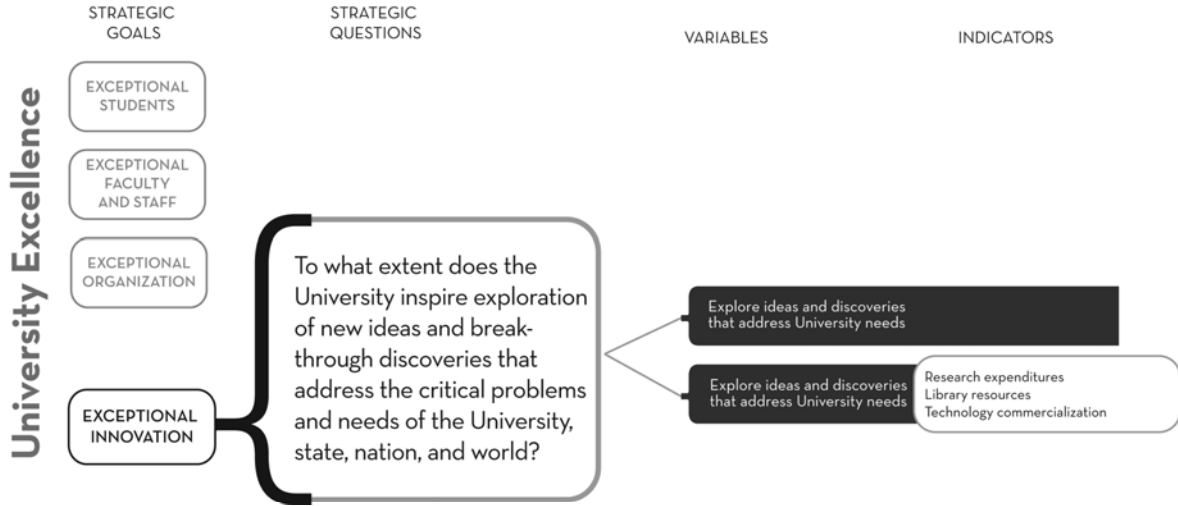 STRATEGIC
GOALS
STRATEGIC
QUESTIONS
VARIABLES
INDICATORS
University Excellence
EXCEPTIONAL
STUDENTS
EXCEPTIONAL
FACULTY
AND STAFF
EXCEPTIONAL
ORGANIZATION
EXCEPTIONAL
INNOVATION
To what extent does the
University inspire exploration
of new ideas and break-
through discoveries that
address the critical problems
and needs of the University,
state, nation, and world?
Explore ideas and discoveries
that address University needs
Explore ideas and discoveries
that address University needs
Research expenditures
Library resources
Technology commercialization